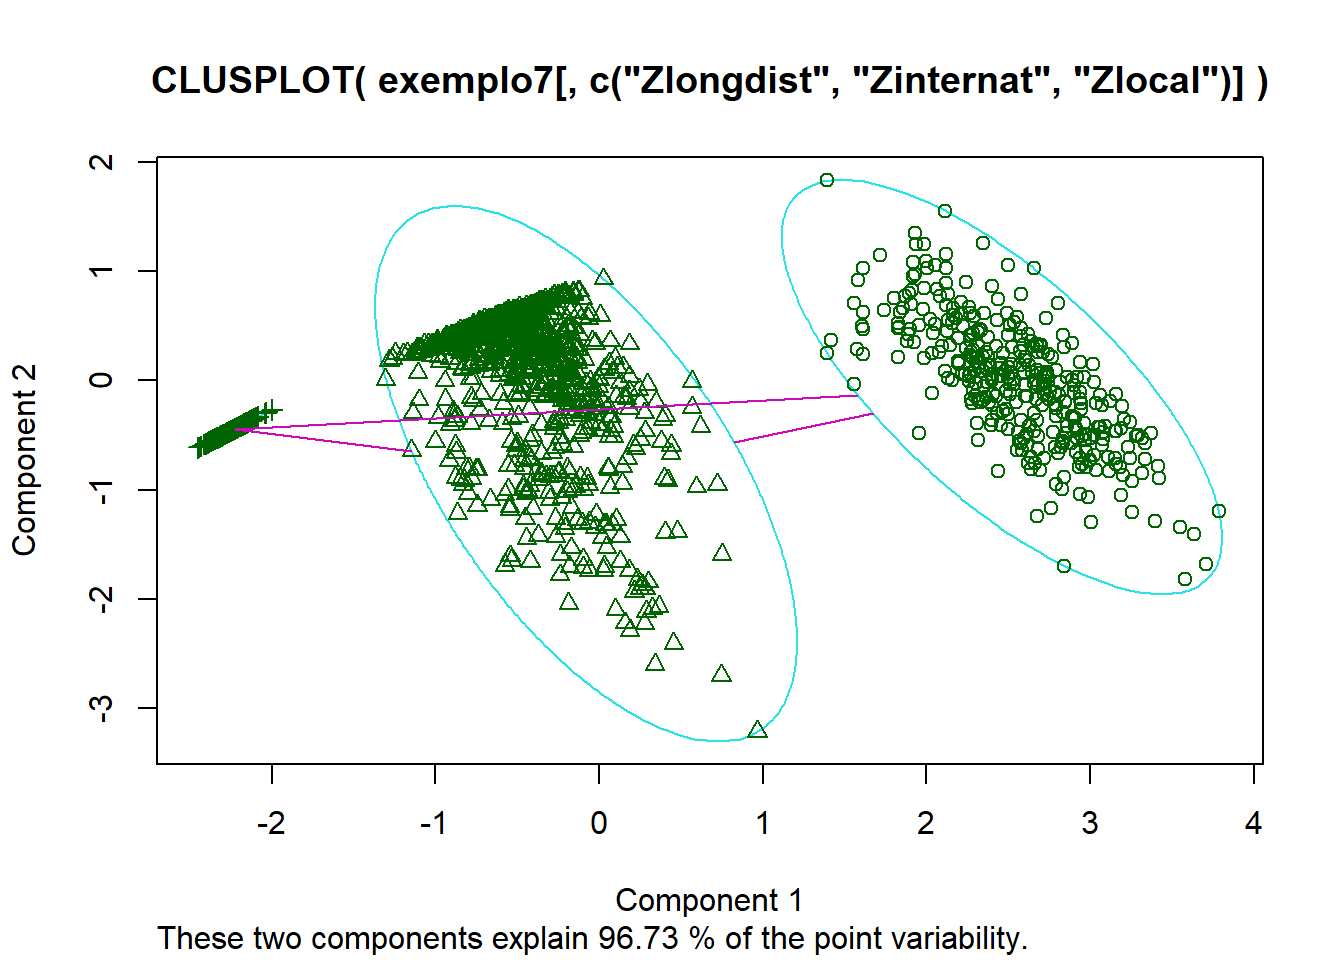 CLUSPLOT( exemplo7[, c("Zlongdist", "Zinternat", "Zlocal")] )
2
1
0
-1
-2
-3
Component 2
-2 -1 0 1 2 3 4
Component 1
These two components explain 96.73 % of the point variability.